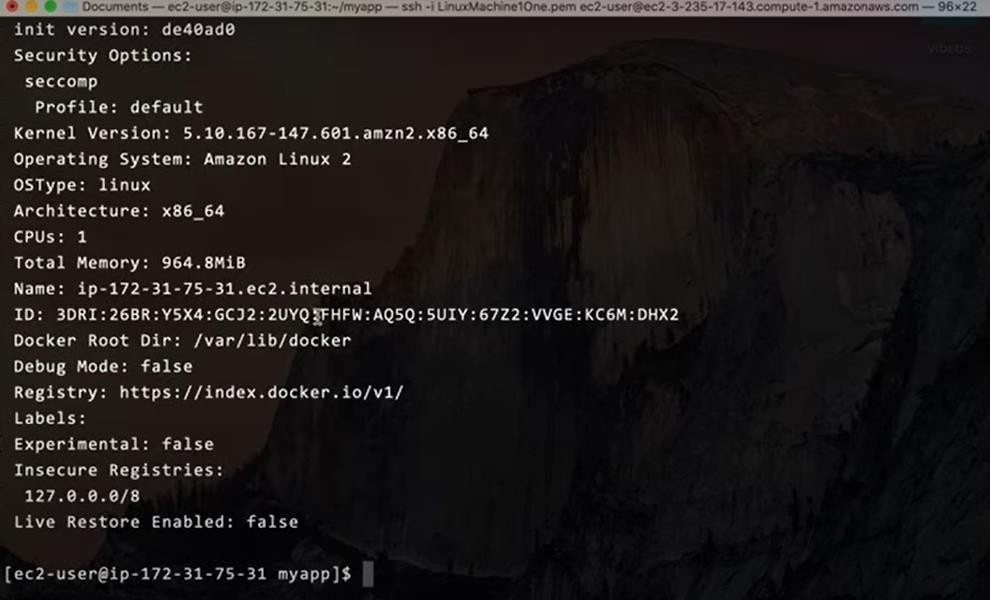 Documents — ec2-user@ip-172-31-75-31:~/myapp — ssh -i LinuxMachine1One.pem ec2-user@ec2-3-235-17-143.compute-1.amazonaws.com — 96×22
VIDEOS
init version: de40ad0
Security Options:
seccomp
Profile: default
Kernel Version: 5.10.167-147.601.amzn2.x86_64
Operating System: Amazon Linux 2
OSType: linux
Architecture: x86_64
CPUs: 1
Total Memory: 964.8MiB
Name: ip-172-31-75-31.ec2.internal
ID: 3DRI:26BR:Y5X4:GCJ2:2UYQ:FHFW:AQ5Q:5UIY:67Z2:VVGE:KC6M:DHX2
Docker Root Dir: /var/lib/docker
Debug Mode: false
Registry: https://index.docker.io/v1/
Labels:
Experimental: false
Insecure Registries:
127.0.0.0/8
Live Restore Enabled: false
[ec2-user@ip-172-31-75-31 myapp]$